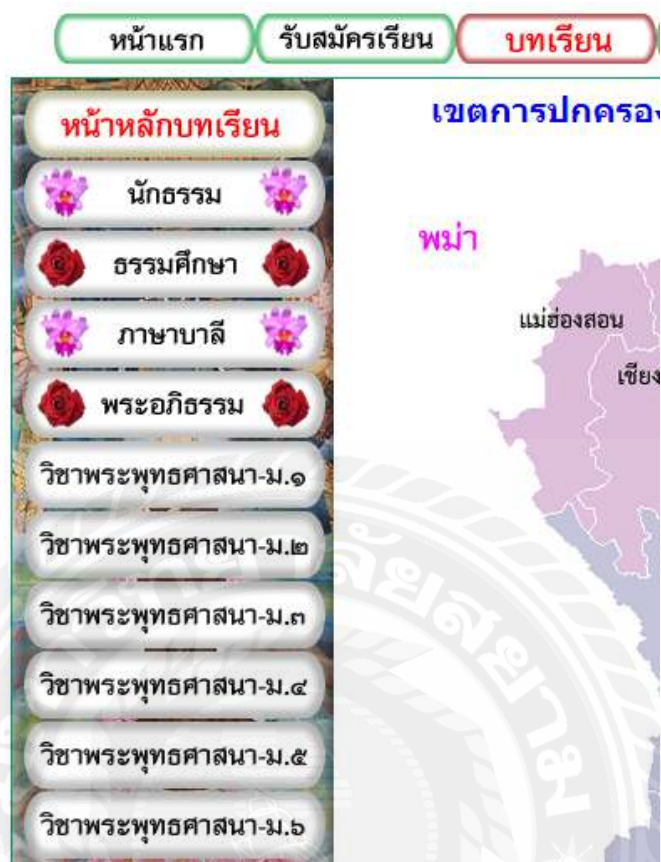 หน้าแรก รับสมัครเรียน บทเรียน
หน้าหลักบทเรียน
นักธรรม
ธรรมศึกษา
ภาษาบาลี
พระอภิธรรม
วิชาพระพุทธศาสนา-ม.๑
วิชาพระพุทธศาสนา-ม.๒
วิชาพระพุทธศาสนา-ม.๓
วิชาพระพุทธศาสนา-ม.๔
วิชาพระพุทธศาสนา-ม.๕
วิชาพระพุทธศาสนา-ม.๖
เขตการปกครอง
พม่า
แม่ฮ่องสอน
เชียง